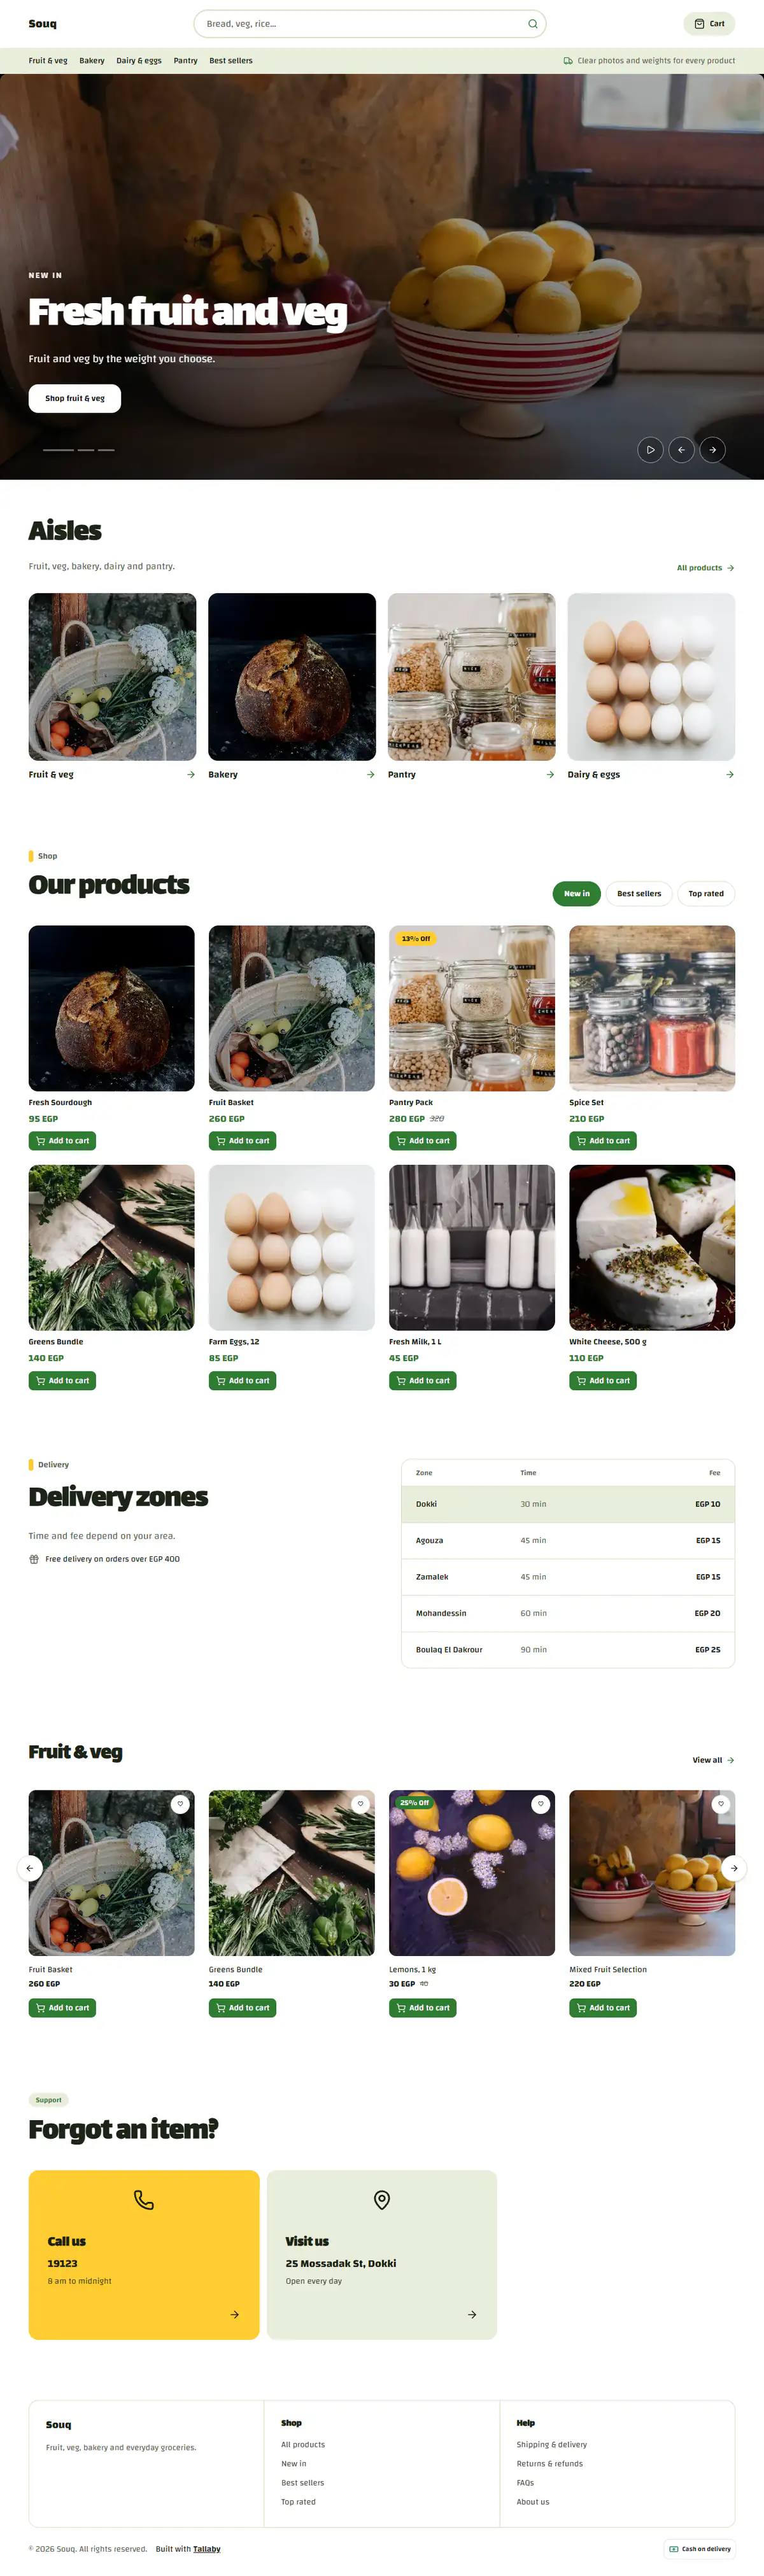 Souq
Bread, veg, rice...
Cart
Fruit & veg
Bakery
Dairy & eggs
Pantry
Best sellers
Clear photos and weights for every product
NEW IN
Fresh fruit and veg
Fruit and veg by the weight you choose.
Shop fruit & veg
Aisles
Fruit, veg, bakery, dairy and pantry.
All products
RICE
Fruit & veg
Bakery
Pantry
Dairy & eggs
Shop
Our products
New in
Best sellers
Top rated
13% Off
RICE
Fresh Sourdough
Fruit Basket
Pantry Pack
Spice Set
95 EGP
260 EGP
280 EGP 320
210 EGP
Add to cart
Add to cart
Add to cart
Add to cart
Greens Bundle
Farm Eggs, 12
Fresh Milk, 1 L
White Cheese, 500 g
140 EGP
85 EGP
45 EGP
110 EGP
Add to cart
Add to cart
Add to cart
Add to cart
Delivery
Delivery zones
Time and fee depend on your area.
Free delivery on orders over EGP 400
Zone Time Fee
Dokki 30 min EGP 10
Agouza 45 min EGP 15
Zamalek 45 min EGP 15
Mohandessin 60 min EGP 20
Boulaq El Dakrour 90 min EGP 25
Fruit & veg
View all
25% Off
Fruit Basket
Greens Bundle
Lemons, 1 kg
Mixed Fruit Selection
260 EGP
140 EGP
30 EGP 40
220 EGP
Add to cart
Add to cart
Add to cart
Add to cart
Support
Forgot an item?
Call us
19123
8 am to midnight
Visit us
25 Mossadak St, Dokki
Open every day
Souq
Fruit, veg, bakery and everyday groceries.
Shop
All products
New in
Best sellers
Top rated
Help
Shipping & delivery
Returns & refunds
FAQs
About us
© 2026 Souq. All rights reserved. Built with Tallaby
Cash on delivery